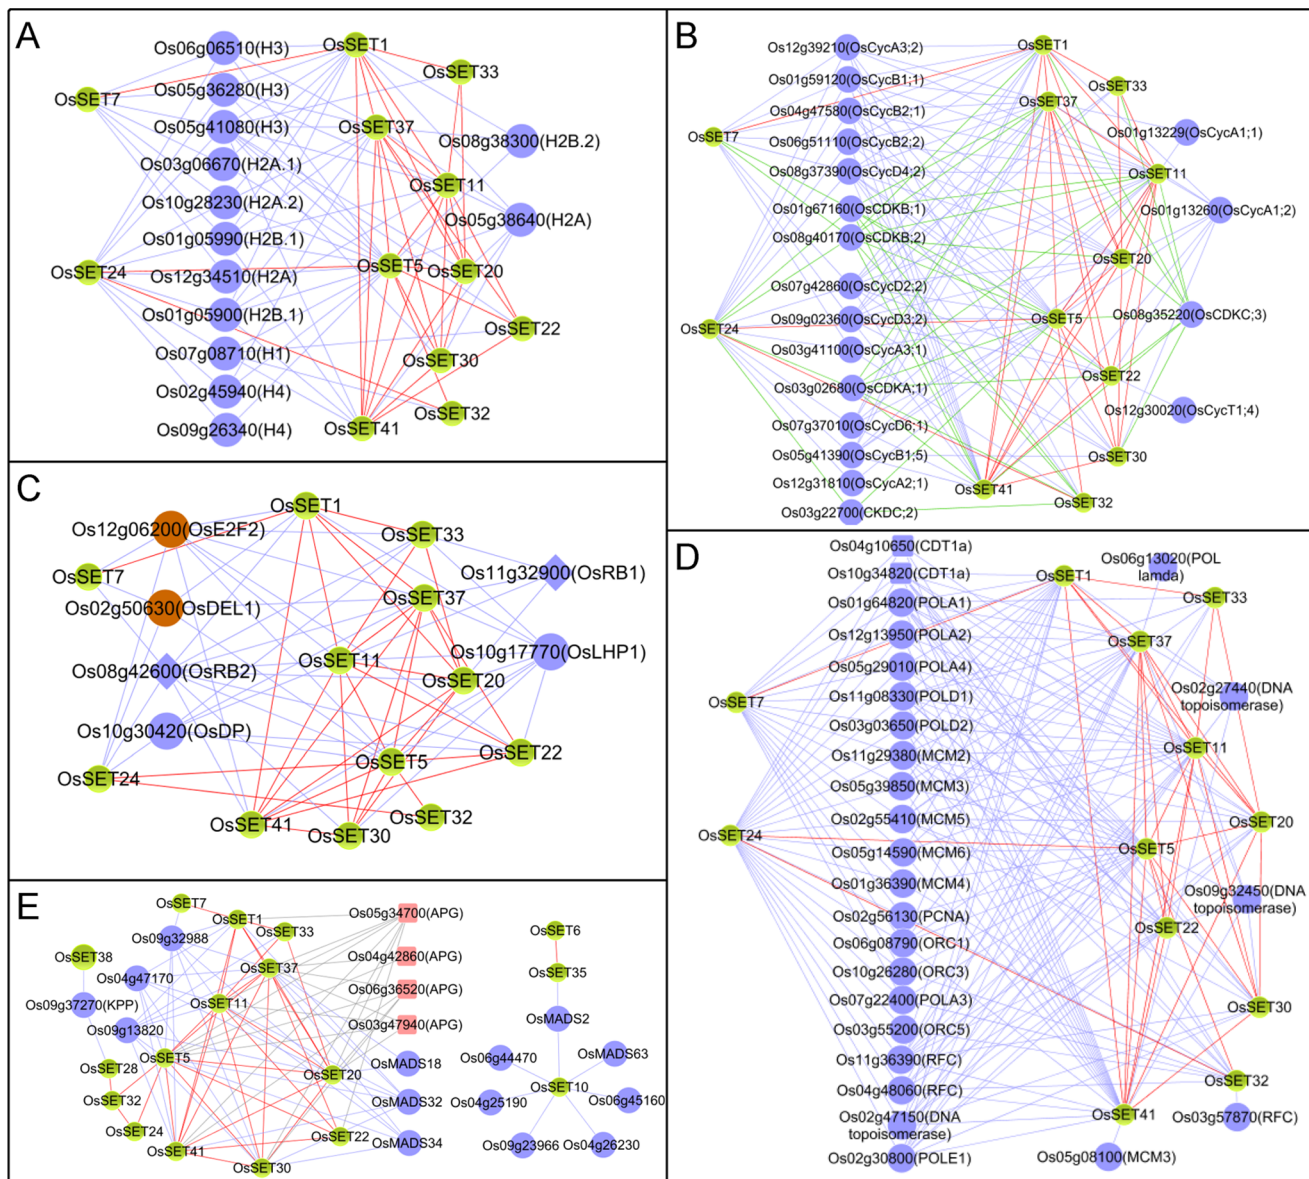 A
Os06g06510(H3)
OsSET1
OsSET33
Os05g36280(H3)
OsSET7
Os05g41080(H3)
OsSET37
Os08g38300(H2B.2)
Os03g06670(H2A.1)
OsSET11
Os10g28230(H2A.2)
Os05g38640(H2A)
Os01g05990(H2B.1)
OsSET24
Os12g34510(H2A)
OsSET5
OsSET20
Os01g05900(H2B.1)
OsSET22
Os07g08710(H1)
OsSET30
Os02g45940(H4)
OsSET32
Os09g26340(H4)
OsSET41
B
Os12g39210(OsCycA3;2)
OsSET1
Os01g59120(OsCycB1;1)
OsSET33
OsSET37
Os04g47580(OsCycB2;1)
OsSET7
Os01g13229(OsCycA1;1)
Os06g51110(OsCycB2;2)
Os08g37390(OsCycD4;2)
OsSET11
Os01g67160(OsCDKB;1)
Os01g13260(OsCycA1;2)
Os08g40170(OsCDKB;2)
OsSET20
Os07g42860(OsCycD2;2)
Os09g02360(OsCycD3;2)
OsSET5
Os08g35220(OsCDKC;3)
OsSET24
Os03g41100(OsCycA3;1)
OsSET22
Os03g02680(OsCDKA;1)
Os12g30020(OsCycT1;4)
Os07g37010(OsCycD6;1)
Os05g41390(OsCycB1;5)
OsSET30
Os12g31810(OsCycA2;1)
OsSET41
OsSET32
Os03g22700(CKDC;2)
C
OsSET1
Os12g06200(OsE2F2)
OsSET33
OsSET7
Os11g32900(OsRB1)
OsSET37
Os02g50630(OsDEL1)
Os10g17770(OsLHP1)
OsSET11
Os08g42600(OsRB2)
OsSET20
Os10g30420(OsDP)
OsSET22
OsSET5
OsSET24
OsSET32
OsSET41
OsSET30
D
Os04g10650(CDT1a)
Os06g13020(POL
lamda)
Os10g34820(CDT1a)
OsSET1
Os01g64820(POLA1)
OsSET33
Os12g13950(POLA2)
OsSET37
Os05g29010(POLA4)
Os11g08330(POLD1)
Os02g27440(DNA
topoisomerase)
OsSET7
Os03g03650(POLD2)
OsSET11
Os11g29380(MCM2)
Os05g39850(MCM3)
Os02g55410(MCM5)
OsSET20
OsSET24
Os05g14590(MCM6)
OsSET5
Os01g36390(MCM4)
Os09g32450(DNA
topoisomerase)
Os02g56130(PCNA)
OsSET22
Os06g08790(ORC1)
Os10g26280(ORC3)
Os07g22400(POLA3)
OsSET30
Os03g55200(ORC5)
Os11g36390(RFC)
OsSET32
Os04g48060(RFC)
Os02g47150(DNA
topoisomerase)
OsSET41
Os03g57870(RFC)
Os02g30800(POLE1)
Os05g08100(MCM3)
E
OsSET7
OsSET1
Os05g34700(APG)
OsSET33
OsSET6
Os09g32988
OsSET38
Os04g42860(APG)
OsSET37
OsSET35
Os04g47170
Os06g36520(APG)
Os09g37270(KPP)
OsSET11
OsMADS2
Os09g13820
Os03g47940(APG)
OsSET5
OsMADS18
Os06g44470
OsMADS63
OsSET28
OsSET20
OsSET10
OsSET32
OsMADS32
Os04g25190
Os06g45160
OsSET24
OsSET22
OsMADS34
OsSET41
Os09g23966
Os04g26230
OsSET30